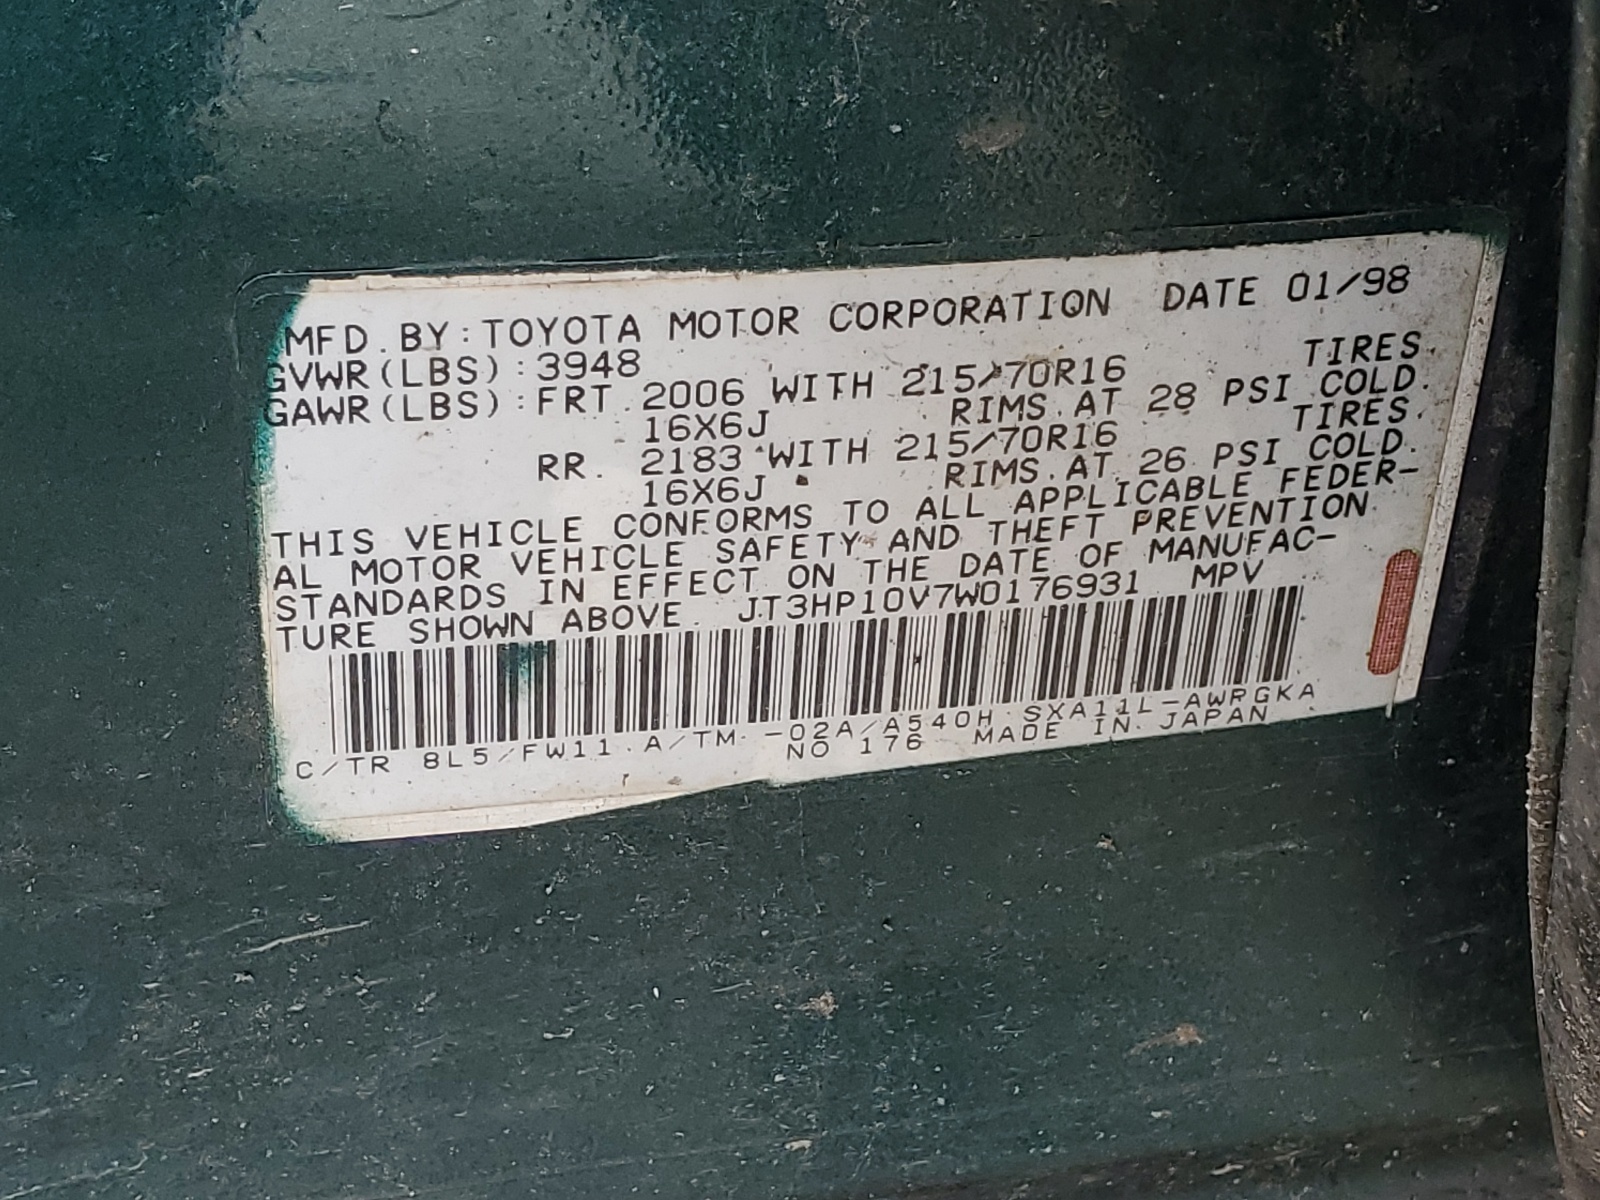 MFD. BY: TOYOTA MOTOR CORPORATION DATE 01/98
GVWR(LBS):3948
GAWR(LBS):FRT. 2006 WITH 215/70R16 TIRES.
16X6J RIMS.AT 28 PSI COLD.
RR. 2183 WITH 215/70R16 TIRES.
16X6J RIMS.AT 26 PSI COLD.
THIS VEHICLE CONFORMS TO ALL APPLICABLE FEDER-
AL MOTOR VEHICLE SAFETY AND THEFT PREVENTION
STANDARDS IN EFFECT ON THE DATE OF MANUFAC-
TURE SHOWN ABOVE. JT3HP10V7W0176931 MPV
C/TR 8L5/FW11 A/TM -02A/A540H SXA11L-AWRGKA
NO 176 MADE IN JAPAN